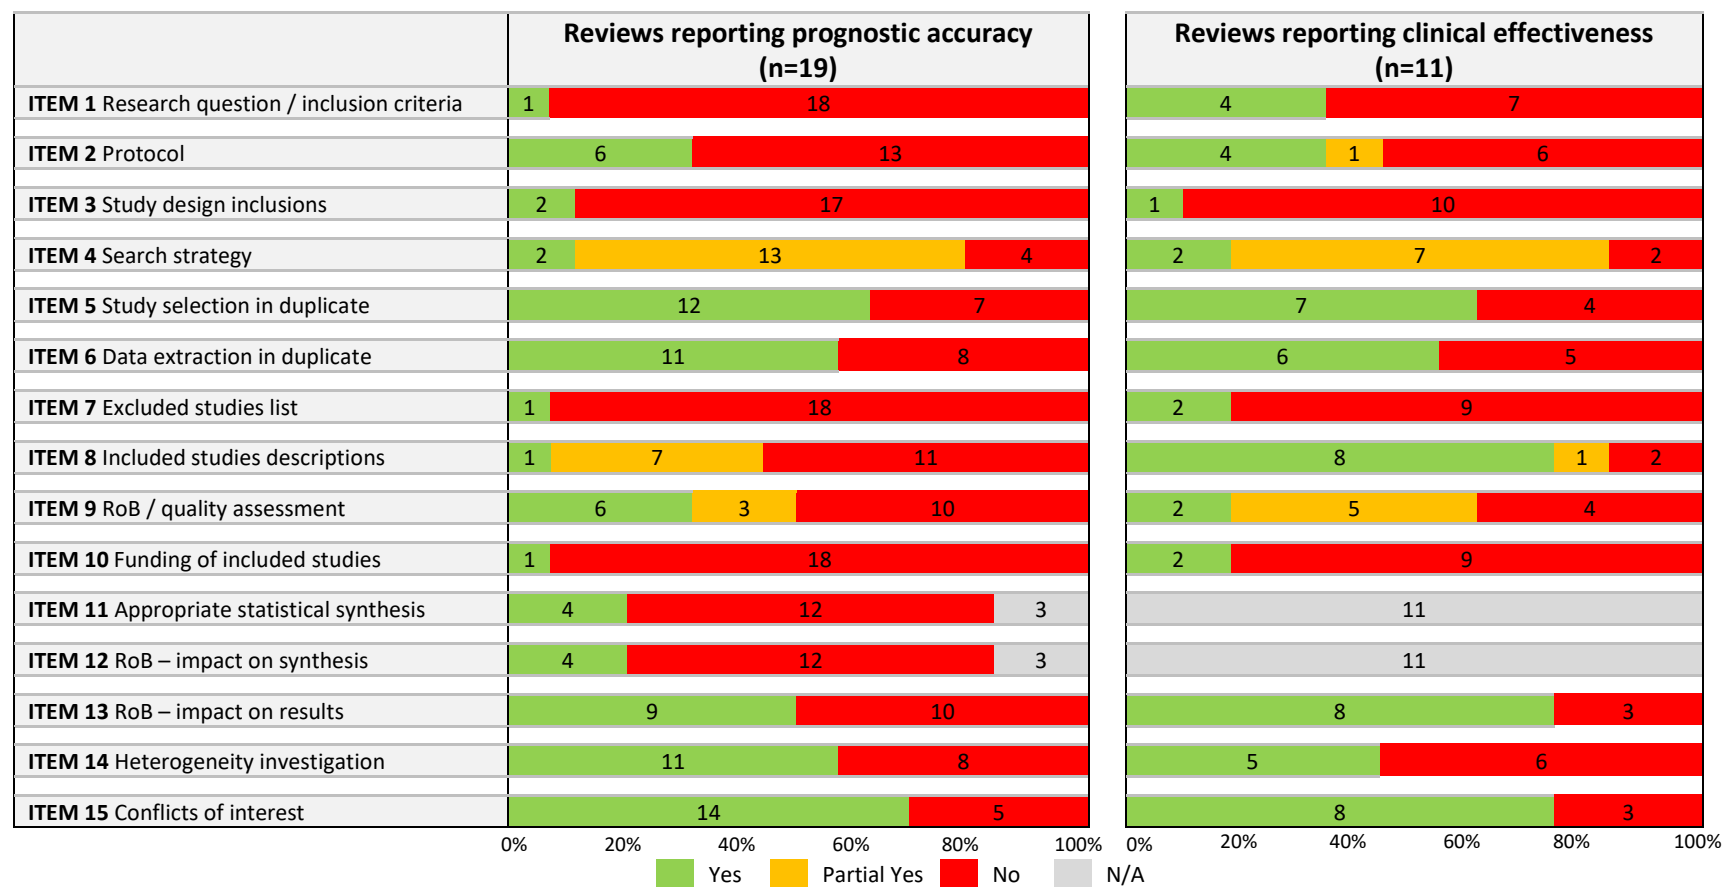 Reviews reporting prognostic accuracy
(n=19)
Reviews reporting clinical effectiveness
(n=11)
ITEM 1 Research question / inclusion criteria 1 18 4 7
ITEM 2 Protocol 6 13 4 1 6
ITEM 3 Study design inclusions 2 17 1 10
ITEM 4 Search strategy 2 13 4 2 7 2
ITEM 5 Study selection in duplicate 12 7 7 4
ITEM 6 Data extraction in duplicate 11 8 6 5
ITEM 7 Excluded studies list 1 18 2 9
ITEM 8 Included studies descriptions 1 7 11 8 1 2
ITEM 9 RoB / quality assessment 6 3 10 2 5 4
ITEM 10 Funding of included studies 1 18 2 9
ITEM 11 Appropriate statistical synthesis 4 12 3 11
ITEM 12 RoB – impact on synthesis 4 12 3 11
ITEM 13 RoB – impact on results 9 10 8 3
ITEM 14 Heterogeneity investigation 11 8 5 6
ITEM 15 Conflicts of interest 14 5 8 3
0% 20% 40% 60% 80% 100% 0% 20% 40% 60% 80% 100%
Yes Partial Yes No N/A